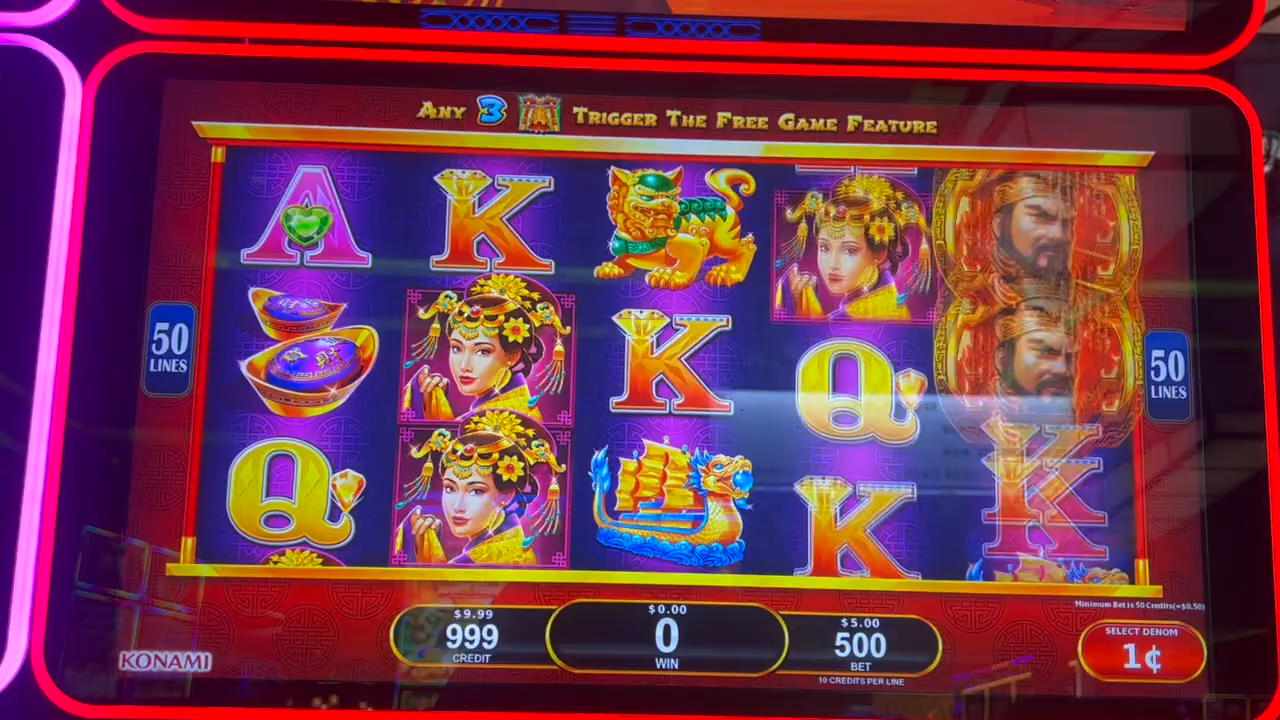 ANY 3 TRIGGER THE FREE GAME FEATURE
A K
K
50 LINES
50 LINES
Q
Q K K
Minimum Bet is 50 Credits(=$0.50)
$9.99
999
CREDIT
$0.00
0
WIN
$5.00
500
BET
10 CREDITS PER LINE
SELECT DENOM
1¢
KONAMI